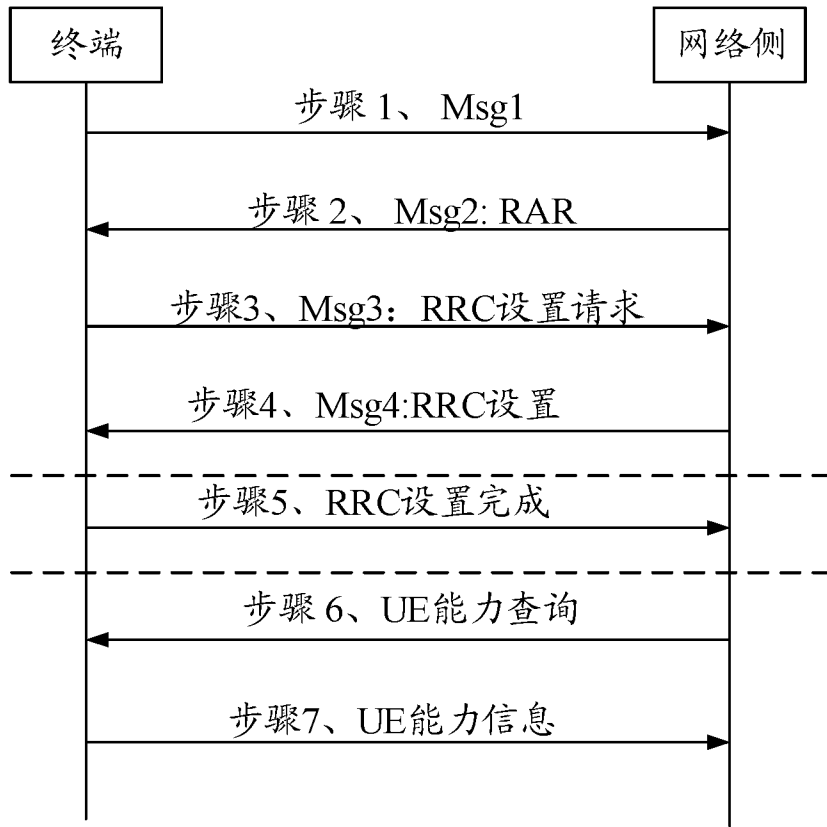 终端
网络侧
步骤 1、 Msg1
步骤 2、 Msg2: RAR
步骤3、Msg3：RRC设置请求
步骤4、Msg4:RRC设置
步骤5、RRC设置完成
步骤 6、UE能力查询
步骤7、UE能力信息